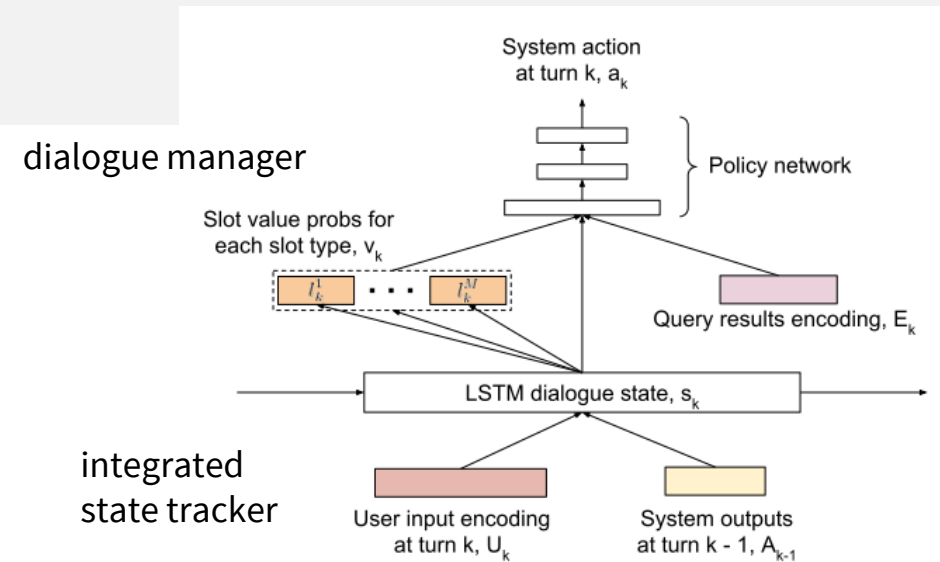 System action
at turn k, a_k
dialogue manager
Policy network
Slot value probs for
each slot type, v_k
l_k^1 · · · l_k^M
Query results encoding, E_k
LSTM dialogue state, s_k
integrated
state tracker
User input encoding
at turn k, U_k
System outputs
at turn k - 1, A_k-1